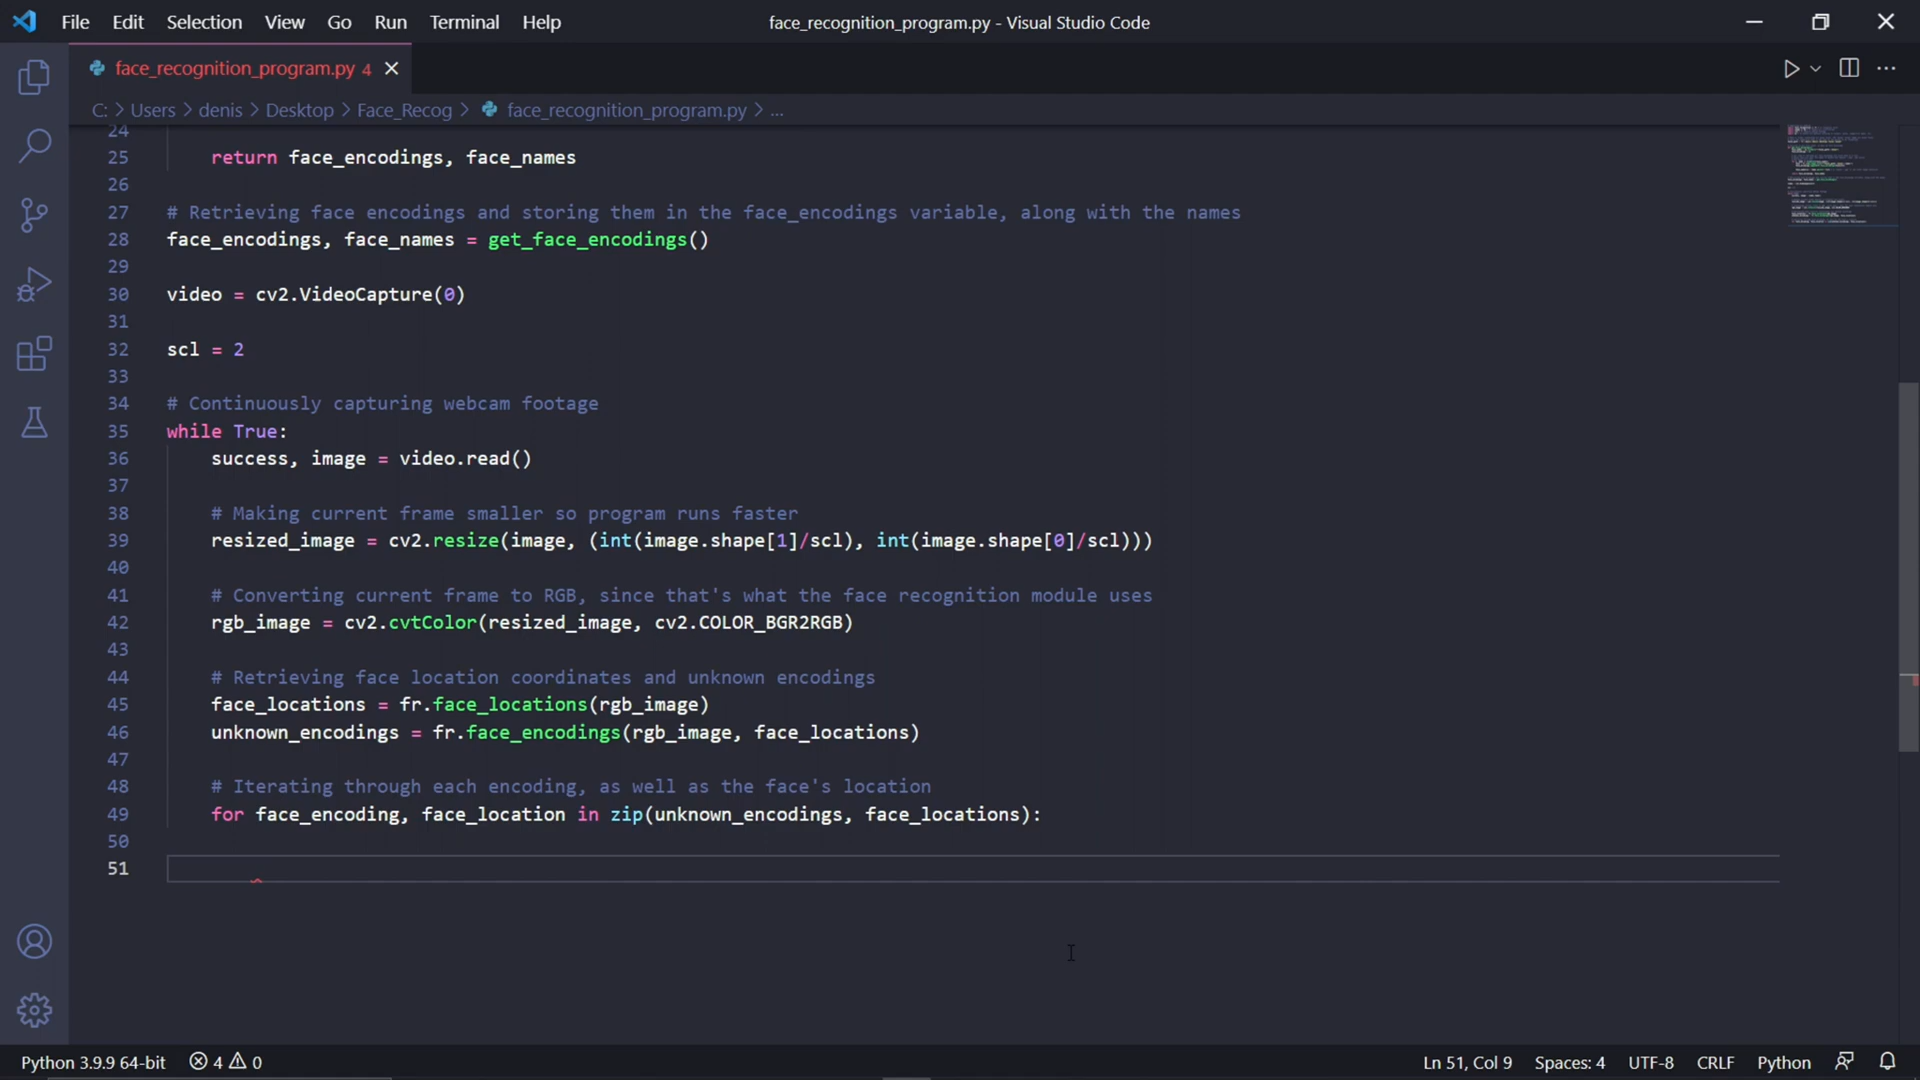 File Edit Selection View Go Run Terminal Help face_recognition_program.py - Visual Studio Code
face_recognition_program.py 4
C: > Users > denis > Desktop > Face_Recog > face_recognition_program.py > ...
24
25 return face_encodings, face_names
26
27 # Retrieving face encodings and storing them in the face_encodings variable, along with the names
28 face_encodings, face_names = get_face_encodings()
29
30 video = cv2.VideoCapture(0)
31
32 scl = 2
33
34 # Continuously capturing webcam footage
35 while True:
36 success, image = video.read()
37
38 # Making current frame smaller so program runs faster
39 resized_image = cv2.resize(image, (int(image.shape[1]/scl), int(image.shape[0]/scl)))
40
41 # Converting current frame to RGB, since that's what the face recognition module uses
42 rgb_image = cv2.cvtColor(resized_image, cv2.COLOR_BGR2RGB)
43
44 # Retrieving face location coordinates and unknown encodings
45 face_locations = fr.face_locations(rgb_image)
46 unknown_encodings = fr.face_encodings(rgb_image, face_locations)
47
48 # Iterating through each encoding, as well as the face's location
49 for face_encoding, face_location in zip(unknown_encodings, face_locations):
50
51
Python 3.9.9 64-bit 4 0 Ln 51, Col 9 Spaces: 4 UTF-8 CRLF Python